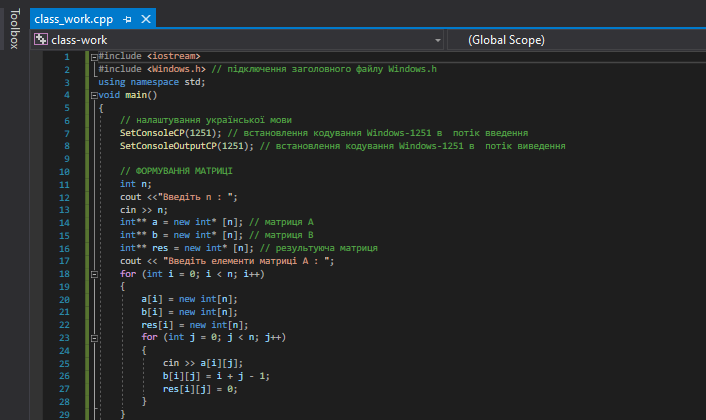 Toolbox
class_work.cpp
class-work
(Global Scope)
1 #include <iostream>
2 #include <Windows.h> // підключення заголовного файлу Windows.h
3 using namespace std;
4 void main()
5 {
6 // налаштування української мови
7 SetConsoleCP(1251); // встановлення кодування Windows-1251 в  потік введення
8 SetConsoleOutputCP(1251); // встановлення кодування Windows-1251 в  потік виведення
9
10 // ФОРМУВАННЯ МАТРИЦІ
11 int n;
12 cout <<"Введіть n : ";
13 cin >> n;
14 int** a = new int* [n]; // матриця A
15 int** b = new int* [n]; // матриця B
16 int** res = new int* [n]; // результуюча матриця
17 cout << "Введіть елементи матриці A : ";
18 for (int i = 0; i < n; i++)
19 {
20 a[i] = new int[n];
21 b[i] = new int[n];
22 res[i] = new int[n];
23 for (int j = 0; j < n; j++)
24 {
25 cin >> a[i][j];
26 b[i][j] = i + j - 1;
27 res[i][j] = 0;
28 }
29 }